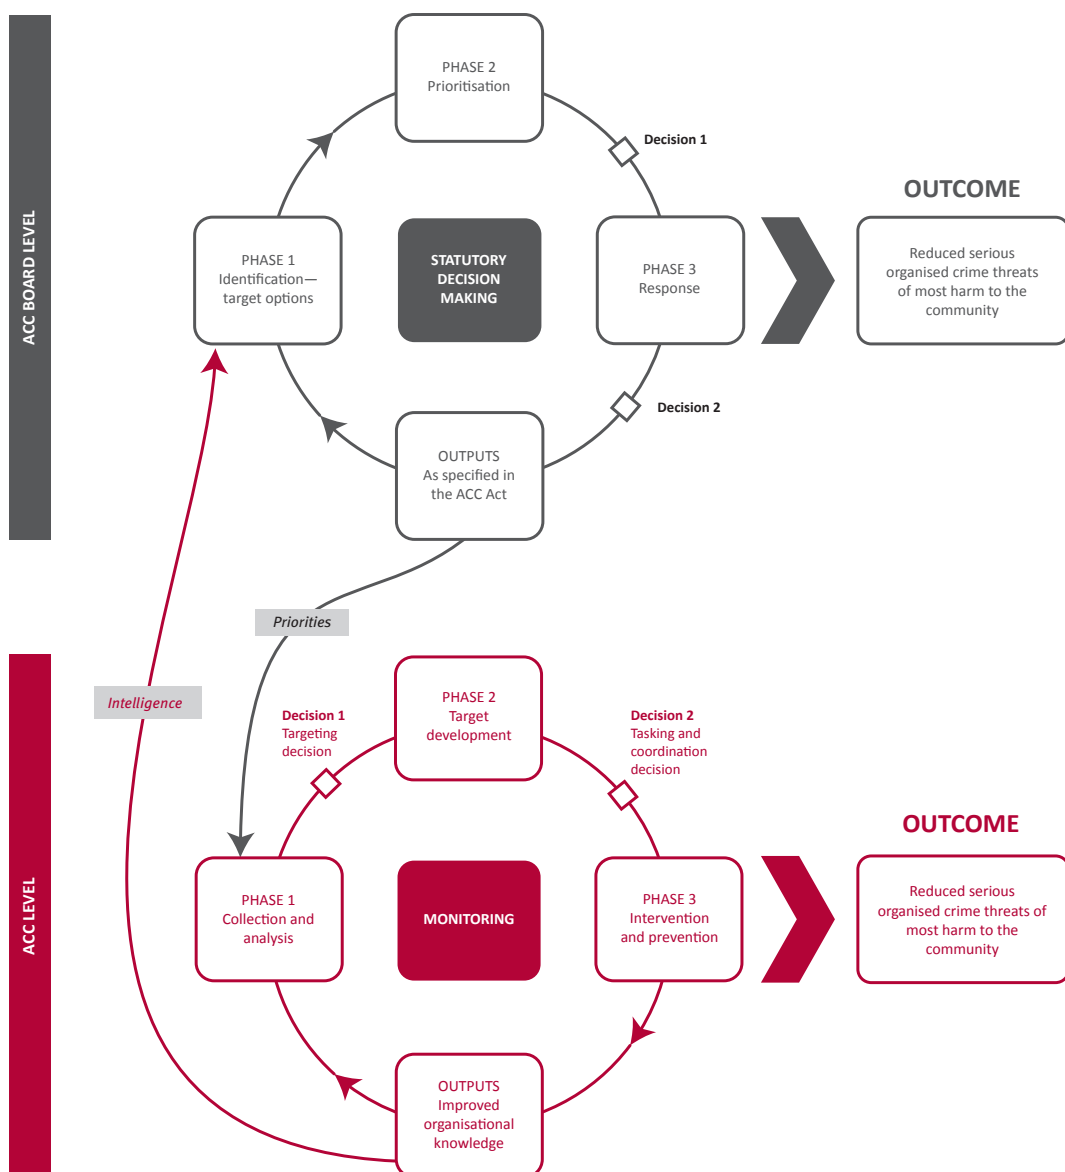 ACC BOARD LEVEL
PHASE 2
Prioritisation
Decision 1
OUTCOME
PHASE 1
Identification—
target options
STATUTORY
DECISION
MAKING
PHASE 3
Response
Reduced serious
organised crime threats
of most harm to the
community
Decision 2
OUTPUTS
As specified in
the ACC Act
Priorities
Intelligence
ACC LEVEL
PHASE 2
Target
development
Decision 1
Targeting
decision
Decision 2
Tasking and
coordination
decision
OUTCOME
PHASE 1
Collection and
analysis
MONITORING
PHASE 3
Intervention
and prevention
Reduced serious
organised crime threats of
most harm to the
community
OUTPUTS
Improved
organisational
knowledge